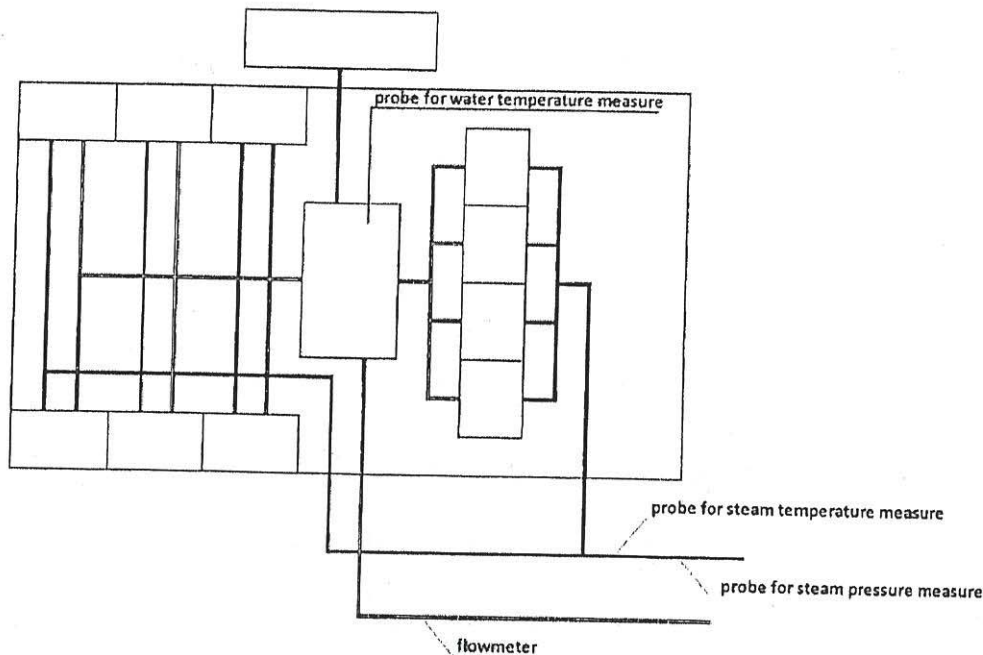 probe for water temperature measure
probe for steam temperature measure
probe for steam pressure measure
flowmeter